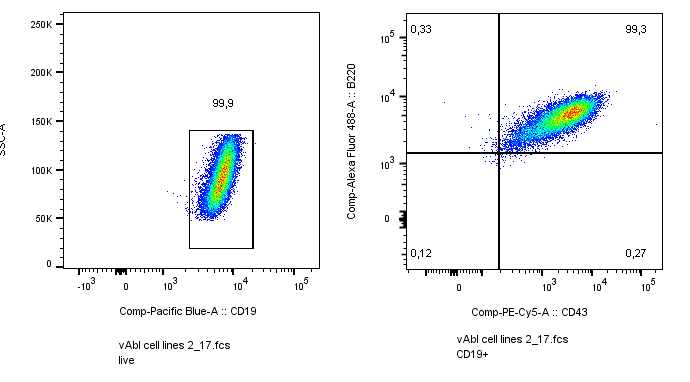 250K
200K
150K
100K
50K
0
SSC-A
99,9
-10³
0
10³
10⁴
10⁵
Comp-Pacific Blue-A :: CD19
vAbl cell lines 2_17.fcs
live
10⁵
10⁴
10³
0
Comp-Alexa Fluor 488-A :: B220
0,33
99,3
0,12
0,27
0
10³
10⁴
10⁵
Comp-PE-Cy5-A :: CD43
vAbl cell lines 2_17.fcs
CD19+